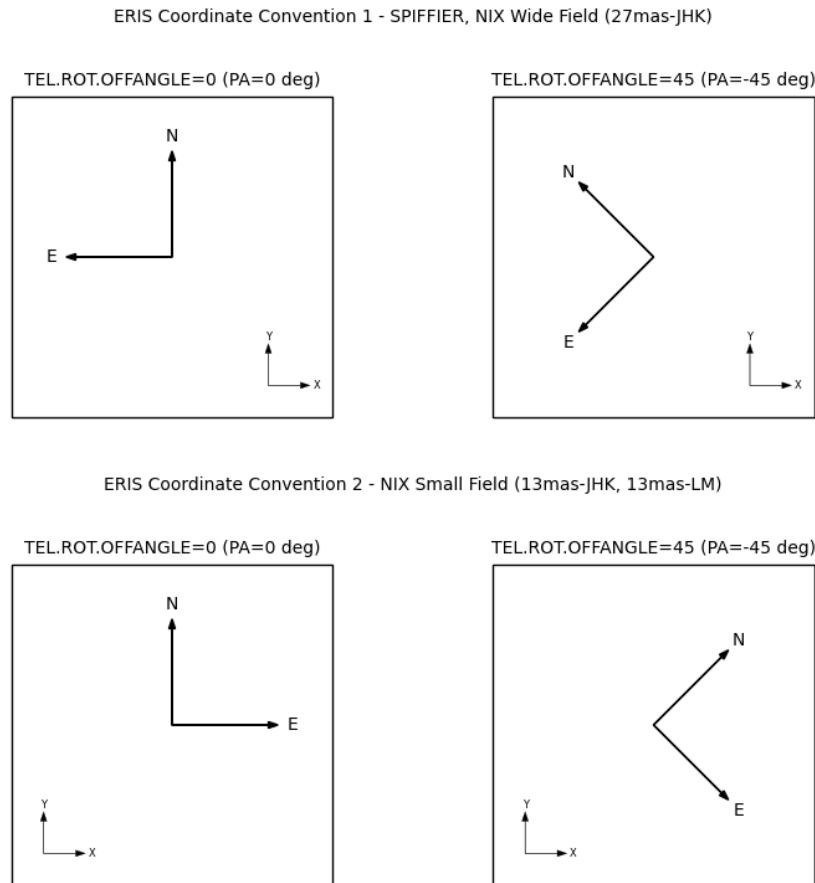 ERIS Coordinate Convention 1 - SPIFFIER, NIX Wide Field (27mas-JHK)
TEL.ROT.OFFANGLE=0 (PA=0 deg)
TEL.ROT.OFFANGLE=45 (PA=-45 deg)
N
E
Y
X
N
E
Y
X
ERIS Coordinate Convention 2 - NIX Small Field (13mas-JHK, 13mas-LM)
TEL.ROT.OFFANGLE=0 (PA=0 deg)
TEL.ROT.OFFANGLE=45 (PA=-45 deg)
N
E
Y
X
N
E
Y
X